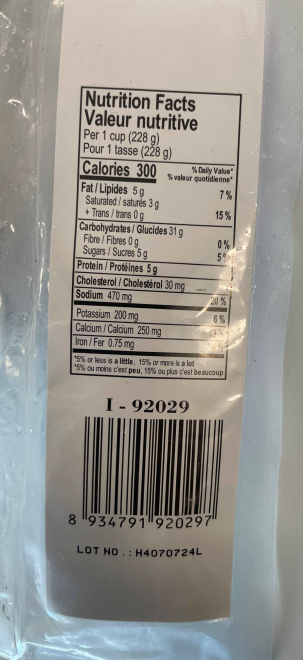 Nutrition Facts
Valeur nutritive
Per 1 cup (228 g)
Pour 1 tasse (228 g)
Calories 300
% Daily Value*
% valeur quotidienne*
Fat / Lipides 5 g 7 %
Saturated / saturés 3 g
+ Trans / trans 0 g 15 %
Carbohydrates / Glucides 31 g
Fibre / Fibres 0 g 0 %
Sugars / Sucres 5 g 5 %
Protein / Protéines 5 g
Cholesterol / Cholestérol 30 mg
Sodium 470 mg 20 %
Potassium 200 mg 6 %
Calcium / Calcium 250 mg
Iron / Fer 0.75 mg
*5% or less is a little, 15% or more is a lot
*5% ou moins c'est peu, 15% ou plus c'est beaucoup
I - 92029
8 934791 920297
LOT NO . : H4070724L